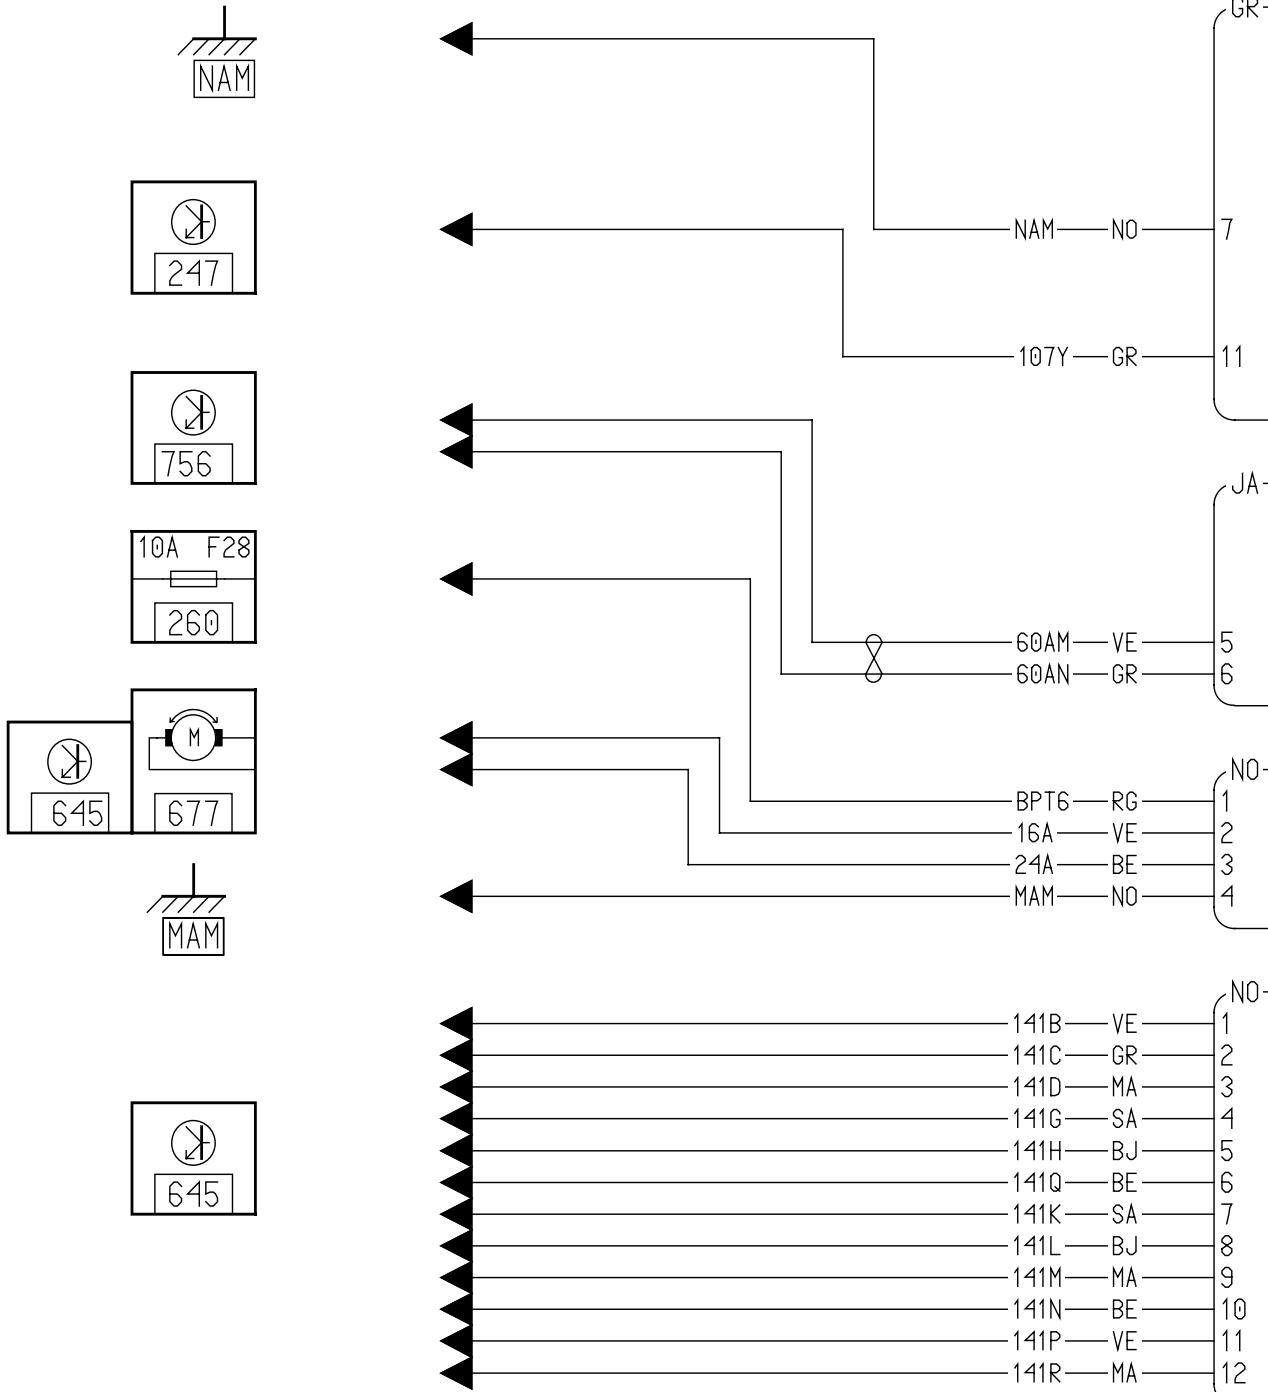 GR
NAM
NAM NO 7
247
107Y GR 11
756
JA
10A F28
260
60AM VE 5
60AN GR 6
M
645 677
NO
BPT6 RG 1
16A VE 2
24A BE 3
MAM NO 4
MAM
NO
141B VE 1
141C GR 2
141D MA 3
141G SA 4
141H BJ 5
645
141Q BE 6
141K SA 7
141L BJ 8
141M MA 9
141N BE 10
141P VE 11
141R MA 12